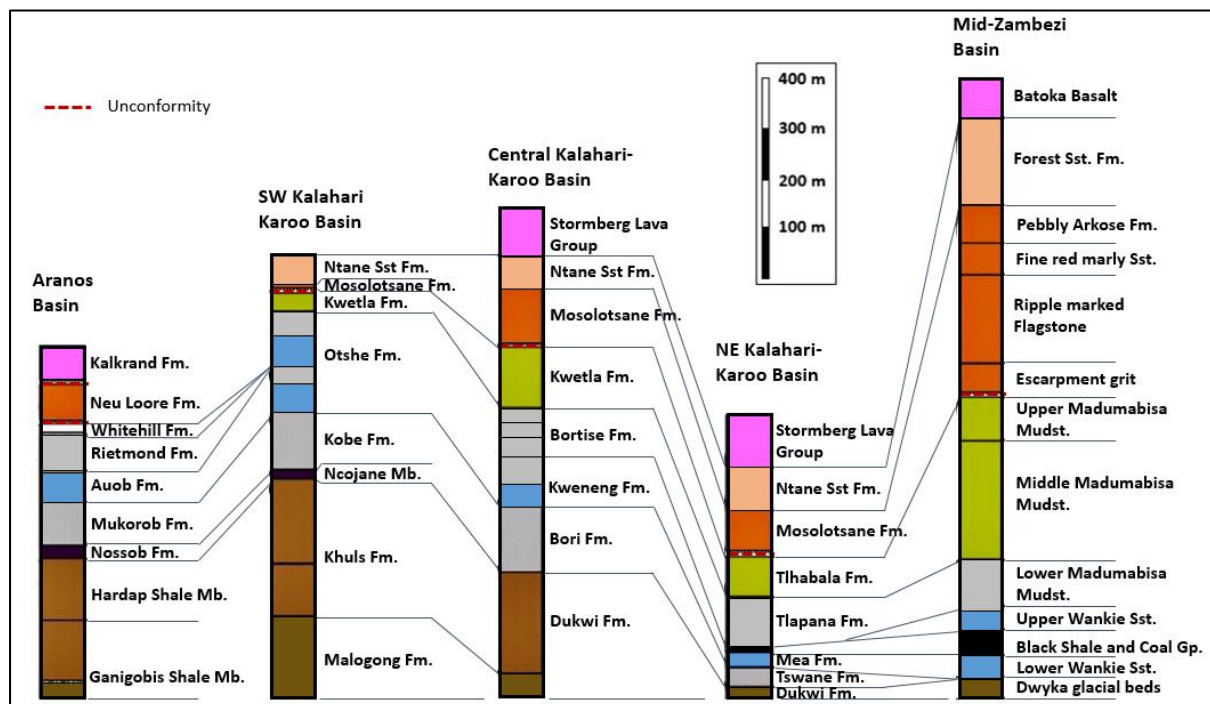 Unconformity
400 m
300 m
200 m
100 m
Aranos
Basin
Kalkrand Fm.
Neu Loore Fm.
Whitehill Fm.
Rietmond Fm.
Auob Fm.
Mukorob Fm.
Nossob Fm.
Hardap Shale Mb.
Ganigobis Shale Mb.
SW Kalahari
Karoo Basin
Ntane Sst Fm.
Mosolotsane Fm.
Kwetla Fm.
Otshe Fm.
Kobe Fm.
Ncojane Mb.
Khuls Fm.
Malogong Fm.
Central Kalahari-
Karoo Basin
Stormberg Lava
Group
Ntane Sst Fm.
Mosolotsane Fm.
Kwetla Fm.
Bortise Fm.
Kweneng Fm.
Bori Fm.
Dukwi Fm.
NE Kalahari-
Karoo Basin
Stormberg Lava
Group
Ntane Sst Fm.
Mosolotsane Fm.
Tlhabala Fm.
Tlapana Fm.
Mea Fm.
Tswane Fm.
Dukwi Fm.
Mid-Zambezi
Basin
Batoka Basalt
Forest Sst. Fm.
Pebbly Arkose Fm.
Fine red marly Sst.
Ripple marked
Flagstone
Escarpment grit
Upper Madumabisa
Mudst.
Middle Madumabisa
Mudst.
Lower Madumabisa
Mudst.
Upper Wankie Sst.
Black Shale and Coal Gp.
Lower Wankie Sst.
Dwyka glacial beds